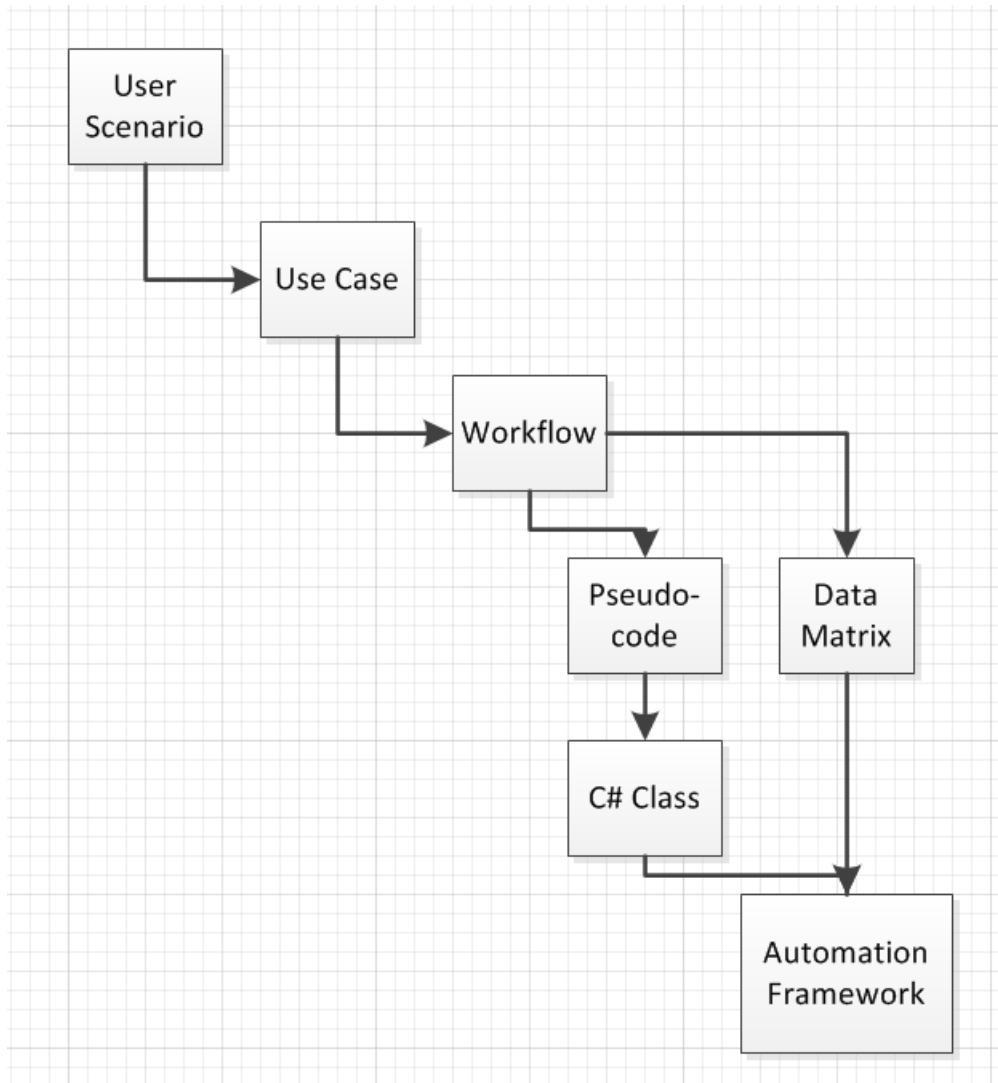 User
Scenario
Use Case
Workflow
Pseudo-
code
Data
Matrix
C# Class
Automation
Framework